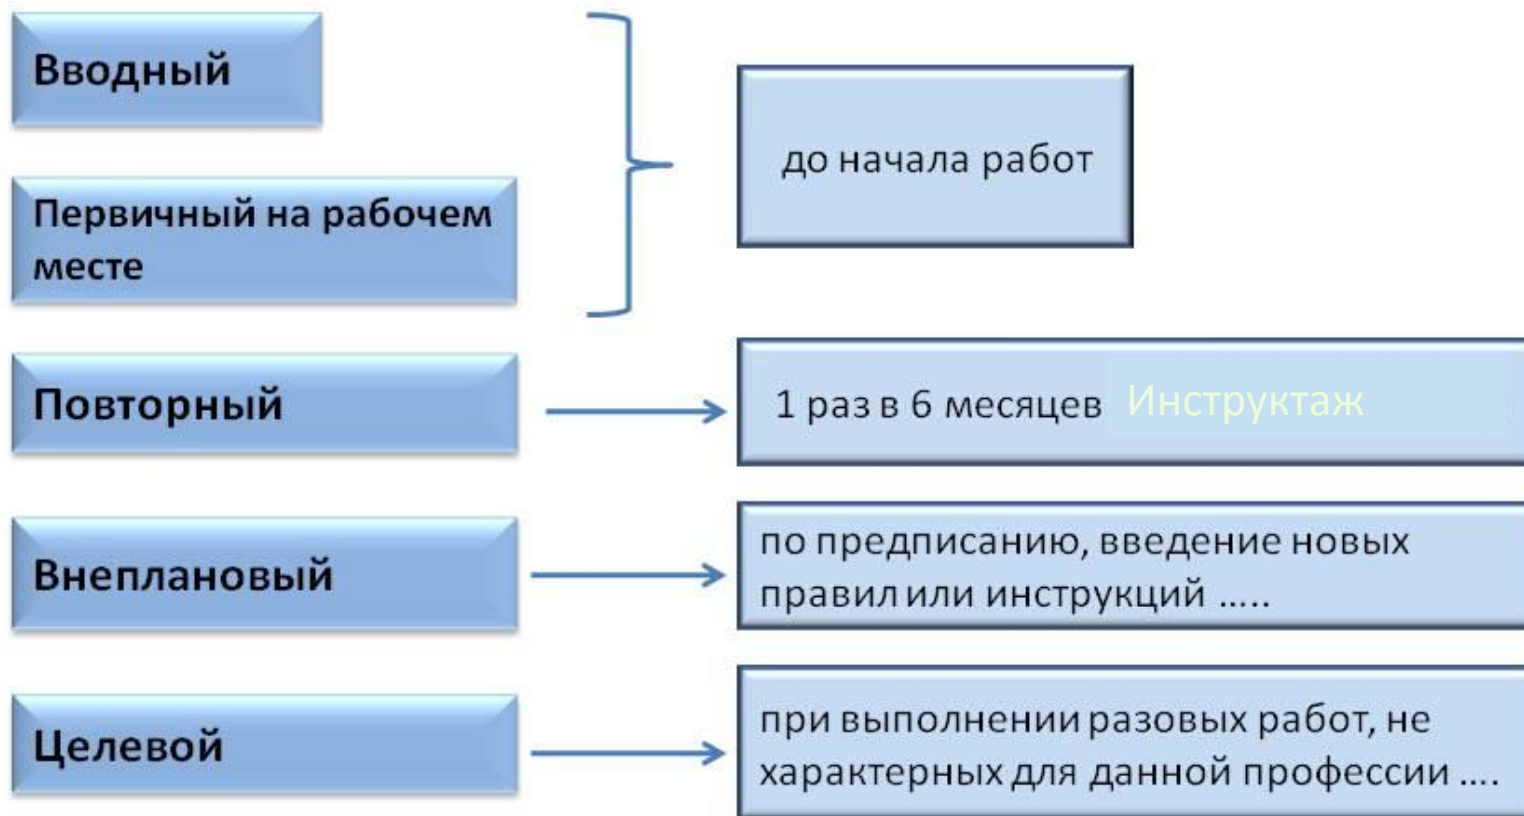 Вводный
Первичный на рабочем
месте
до начала работ
Повторный
1 раз в 6 месяцев Инструктаж
Внеплановый
по предписанию, введение новых
правил или инструкций .....
Целевой
при выполнении разовых работ, не
характерных для данной профессии ....